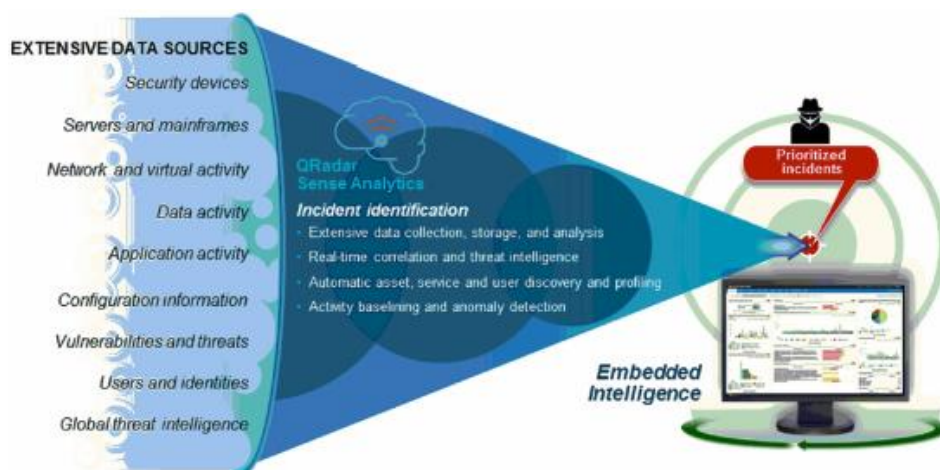 EXTENSIVE DATA SOURCES
Security devices
Servers and mainframes
Network and virtual activity
Data activity
Application activity
Configuration information
Vulnerabilities and threats
Users and identities
Global threat intelligence
QRadar
Sense Analytics
Incident identification
· Extensive data collection, storage, and analysis
· Real-time correlation and threat intelligence
· Automatic asset, service and user discovery and profiling
· Activity baselining and anomaly detection
Prioritized
incidents
Embedded
Intelligence